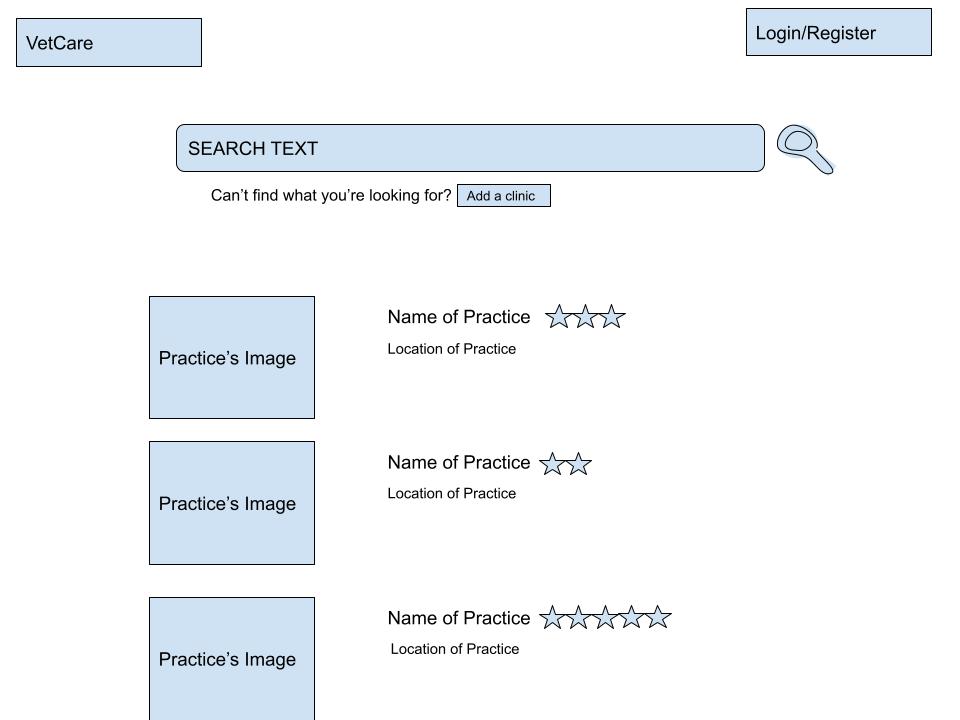 VetCare
Login/Register
SEARCH TEXT
Can’t find what you’re looking for? Add a clinic
Practice’s Image
Name of Practice
Location of Practice
Practice’s Image
Name of Practice
Location of Practice
Practice’s Image
Name of Practice
Location of Practice